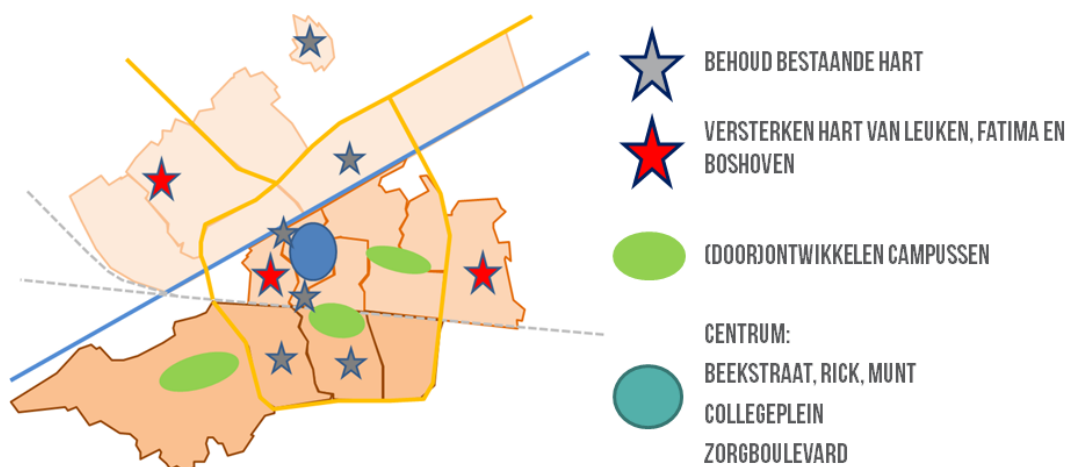 BEHOUD BESTAANDE HART
VERSTERKEN HART VAN LEUKEN, FATIMA EN
BOSHOVEN
(DOOR)ONTWIKKELEN CAMPUSSEN
CENTRUM:
BEEKSTRAAT, RICK, MUNT
COLLEGEPLEIN
ZORGBOULEVARD